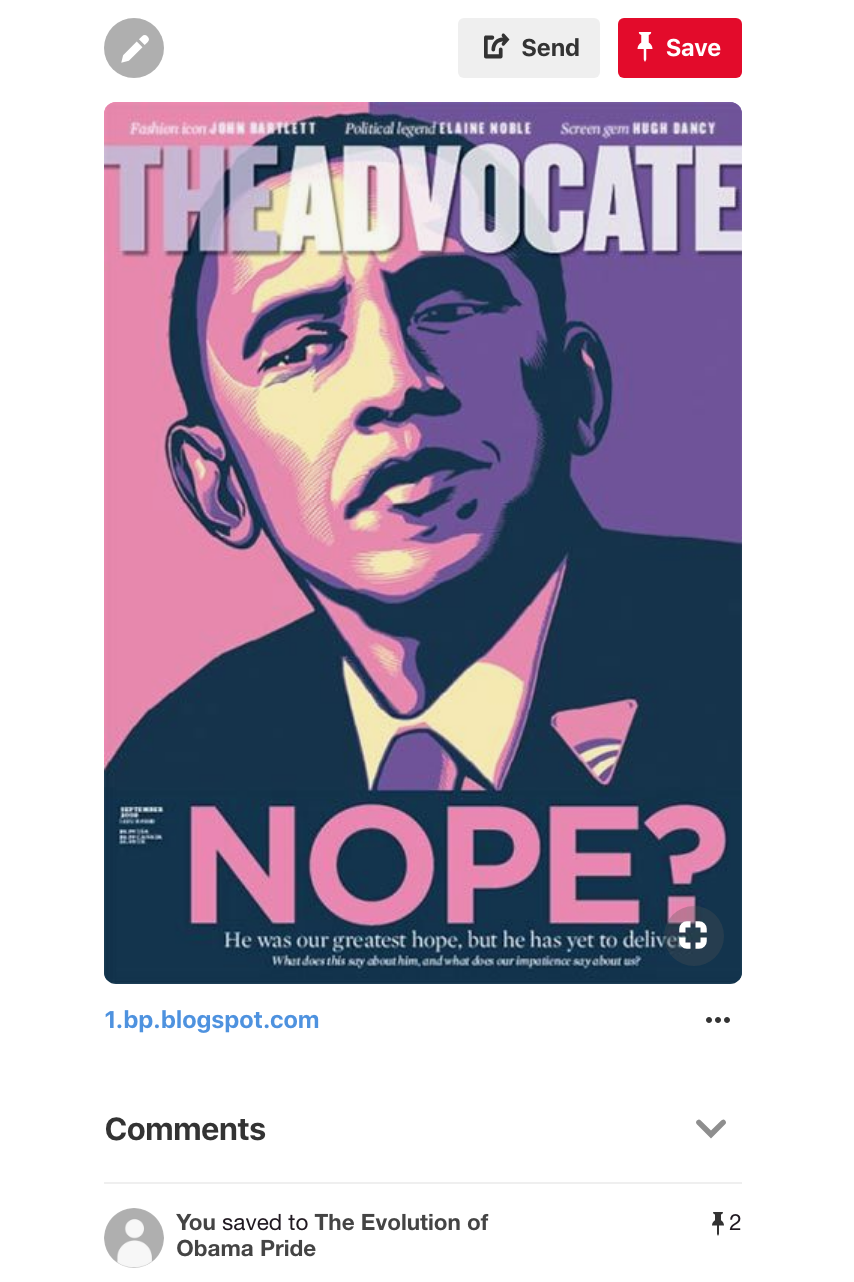 Send
Save
Fashion icon JOHN BARTLETT Political legend ELAINE NOBLE Screen gem HUGH DANCY
THEADVOCATE
SEPTEMBER
2009
NOPE?
He was our greatest hope, but he has yet to delive
What does this say about him, and what does our impatience say about us?
1.bp.blogspot.com
Comments
You saved to The Evolution of
Obama Pride
2